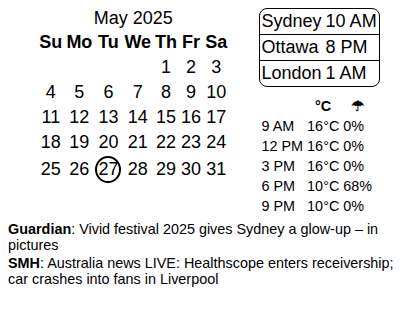 May 2025
Su Mo Tu We Th Fr Sa
1 2 3
4 5 6 7 8 9 10
11 12 13 14 15 16 17
18 19 20 21 22 23 24
25 26 27 28 29 30 31
Sydney 10 AM
Ottawa 8 PM
London 1 AM
°C ☂
9 AM 16°C 0%
12 PM 16°C 0%
3 PM 16°C 0%
6 PM 10°C 68%
9 PM 10°C 0%
Guardian: Vivid festival 2025 gives Sydney a glow-up – in
pictures
SMH: Australia news LIVE: Healthscope enters receivership;
car crashes into fans in Liverpool